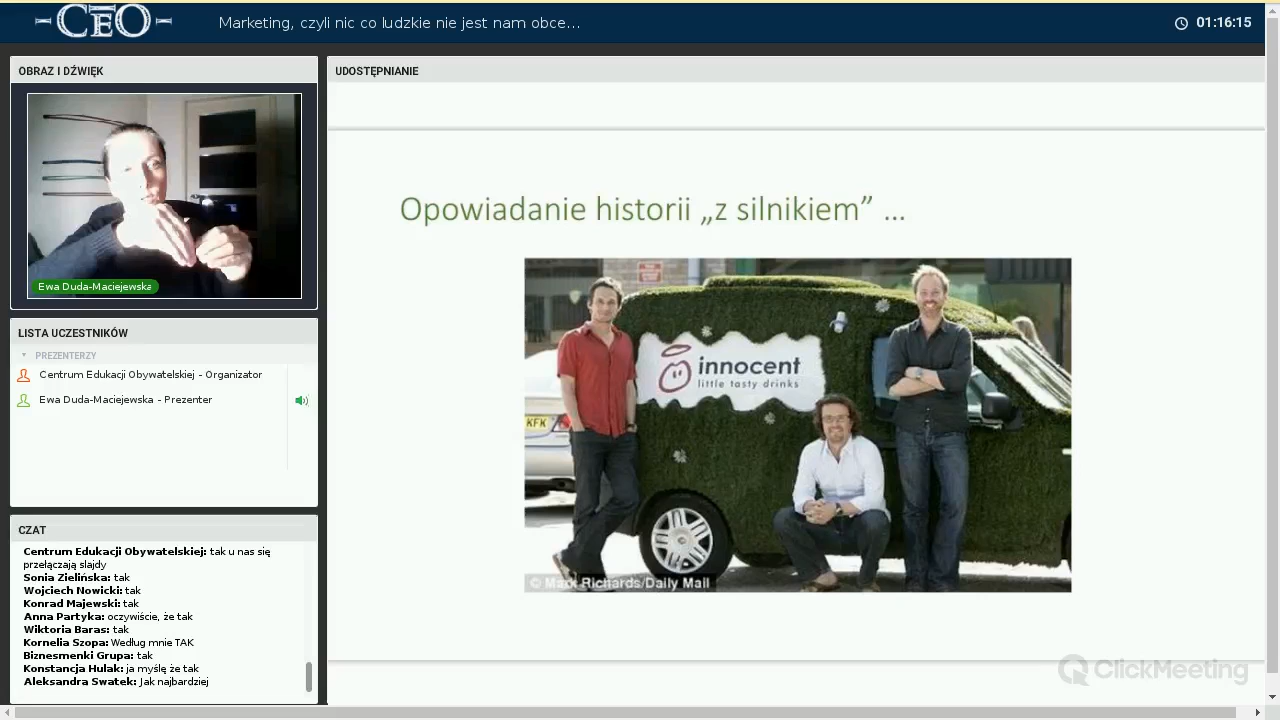 CEO
Marketing, czyli nic co ludzkie nie jest nam obce...
01:16:15
OBRAZ I DŹWIĘK
Ewa Duda-Maciejewska
LISTA UCZESTNIKÓW
PREZENTERZY
Centrum Edukacji Obywatelskiej - Organizator
Ewa Duda-Maciejewska - Prezenter
CZAT
Centrum Edukacji Obywatelskiej: tak u nas się
przełączają slajdy
Sonia Zielińska: tak
Wojciech Nowicki: tak
Konrad Majewski: tak
Anna Partyka: oczywiście, że tak
Wiktoria Baras: tak
Kornelia Szopa: Według mnie TAK
Biznesmenki Grupa: tak
Konstancja Hulak: ja myślę że tak
Aleksandra Swatek: Jak najbardziej
UDOSTĘPNIANIE
Opowiadanie historii „z silnikiem” ...
innocent
little tasty drinks
KFK
© Mark Richards/Daily Mail
ClickMeeting